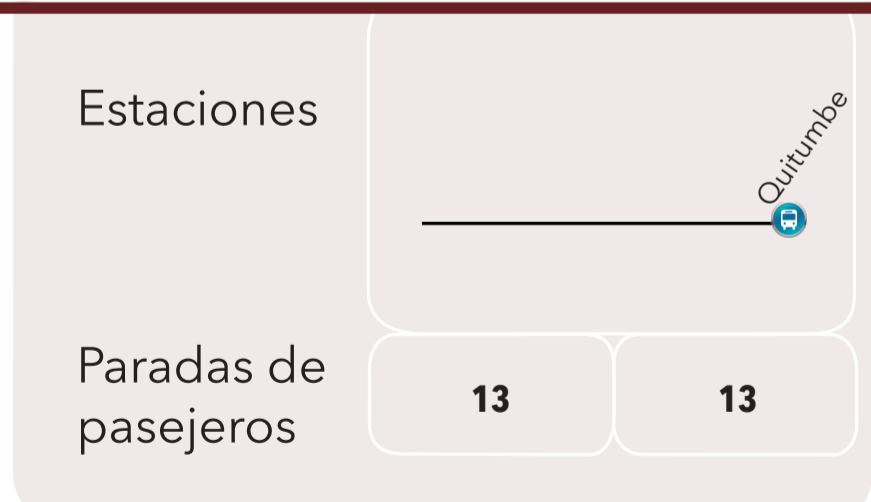 Estaciones
Quitumbe
Paradas de
pasejeros
13
13